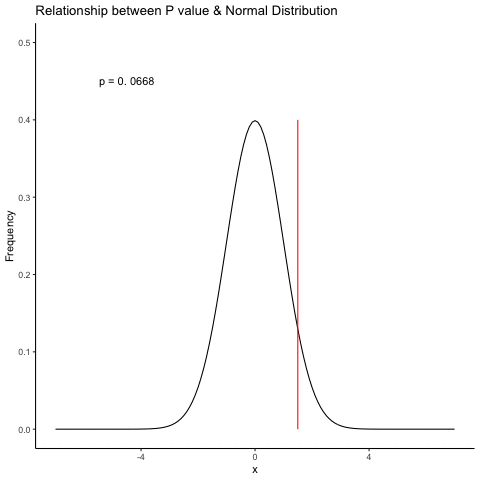 Relationship between P value & Normal Distribution
0.5
p = 0. 0668
0.4
0.3
Frequency
0.2
0.1
0.0
-4
0
4
x